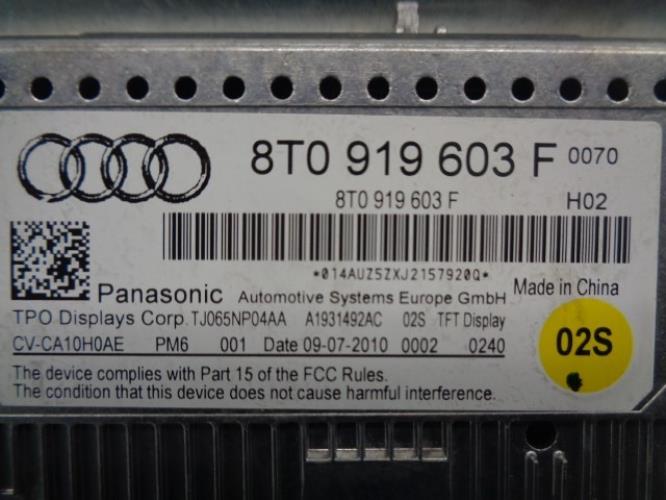 8T0 919 603 F 0070
8T0 919 603 F H02
*014AUZ5ZXJ2157920Q*
Panasonic Automotive Systems Europe GmbH Made in China
TPO Displays Corp. TJ065NP04AA A1931492AC 02S TFT Display
CV-CA10H0AE PM6 001 Date 09-07-2010 0002 0240
02S
The device complies with Part 15 of the FCC Rules.
The condition that this device does not cause harmful interference.